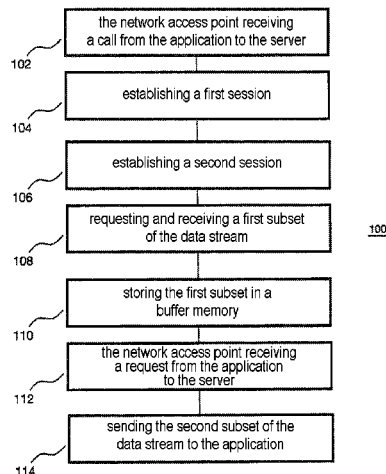 the network access point receiving
a call from the application to the server
102
establishing a first session
104
establishing a second session
106
requesting and receiving a first subset
of the data stream
100
108
storing the first subset in a
buffer memory
110
the network access point receiving
a request from the application
to the server
112
sending the second subset of the
data stream to the application
114